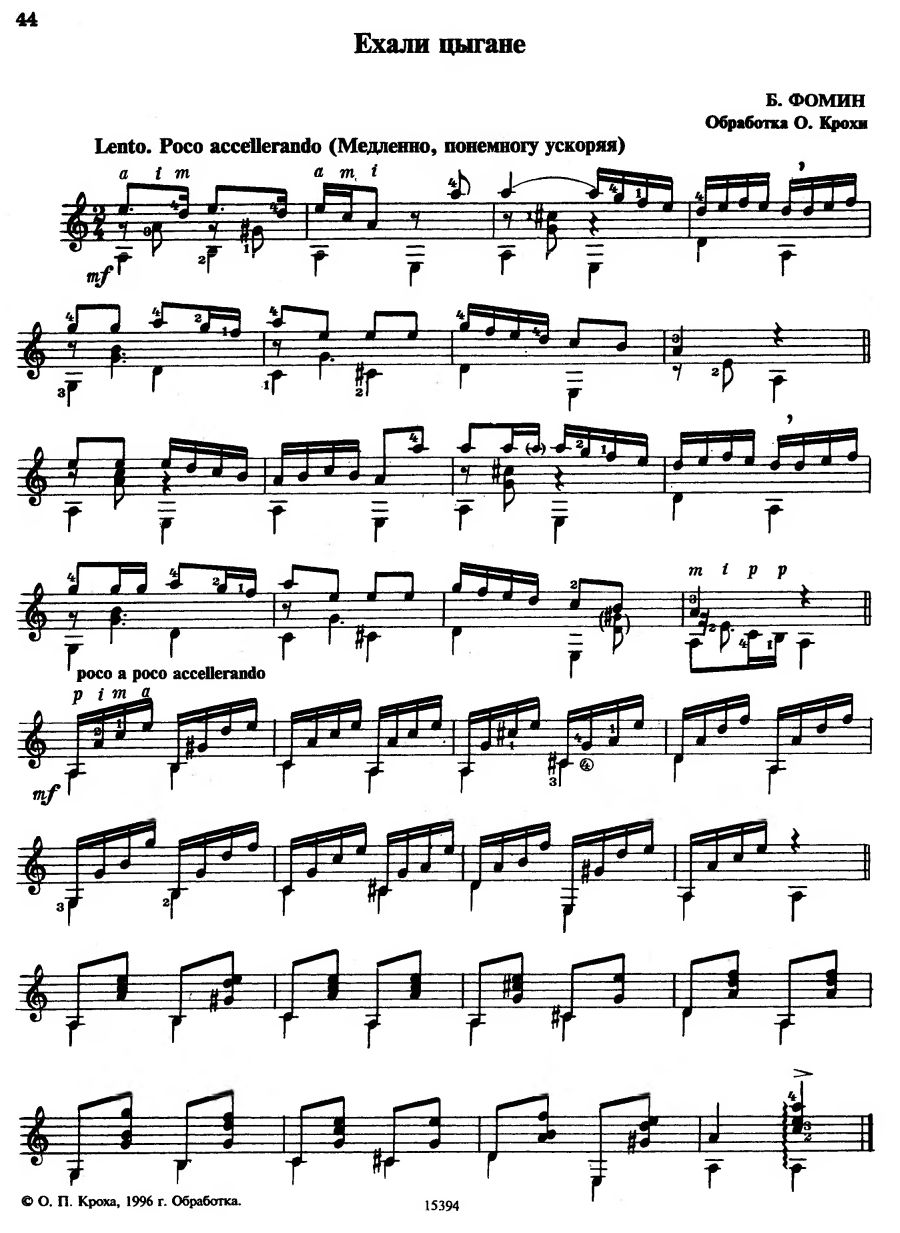 44
Ехали цыгане
Б. ФОМИН
Обработка О. Крохи
Lento. Poco accellerando (Медленно, понемногу ускоряя)
a i m a m i
mf
m i p p
poco a poco accellerando
p i m a
mf
© О. П. Кроха, 1996 г. Обработка.
15394